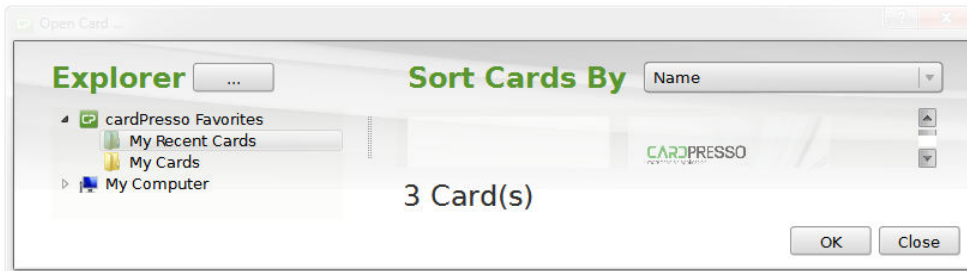 Open Card ...
Explorer ... Sort Cards By Name
cardPresso Favorites
My Recent Cards
My Cards
My Computer
CARDPRESSO
3 Card(s)
OK Close